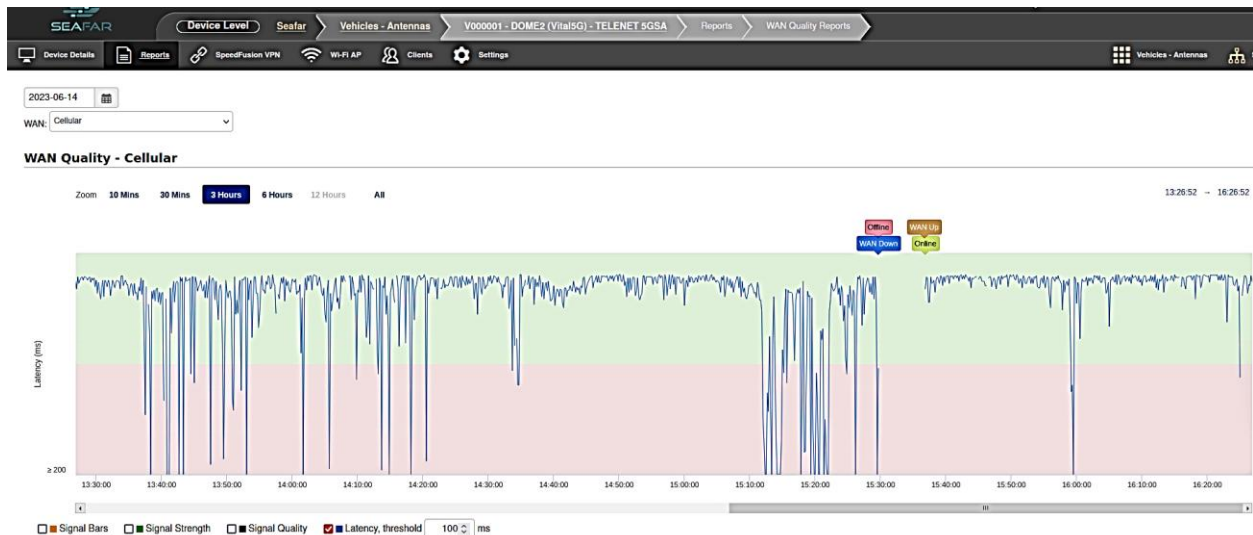 SEAFAR
Device Level Seafar Vehicles - Antennas V000001 - DOME2 (Vital5G) - TELENET 5GSA Reports WAN Quality Reports
Device Details Reports SpeedFusion VPN Wi-Fi AP Clients Settings Vehicles - Antennas
2023-06-14
WAN: Cellular
WAN Quality - Cellular
Zoom 10 Mins 30 Mins 3 Hours 6 Hours 12 Hours All 13:26:52 → 16:26:52
Offline WAN Up
WAN Down Online
Latency (ms)
≥ 200
13:30:00 13:40:00 13:50:00 14:00:00 14:10:00 14:20:00 14:30:00 14:40:00 14:50:00 15:00:00 15:10:00 15:20:00 15:30:00 15:40:00 15:50:00 16:00:00 16:10:00 16:20:00
Signal Bars Signal Strength Signal Quality Latency, threshold 100 ms